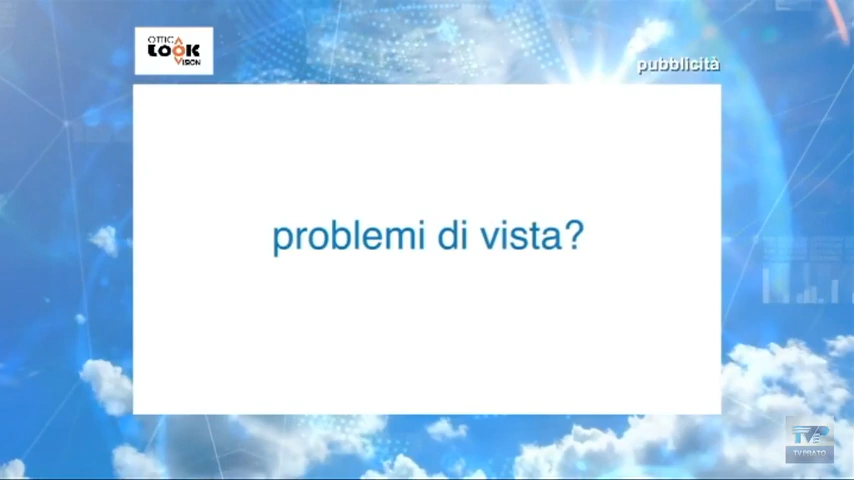 OTTICA
LOOK
VISION
pubblicità
problemi di vista?
TV PRATO